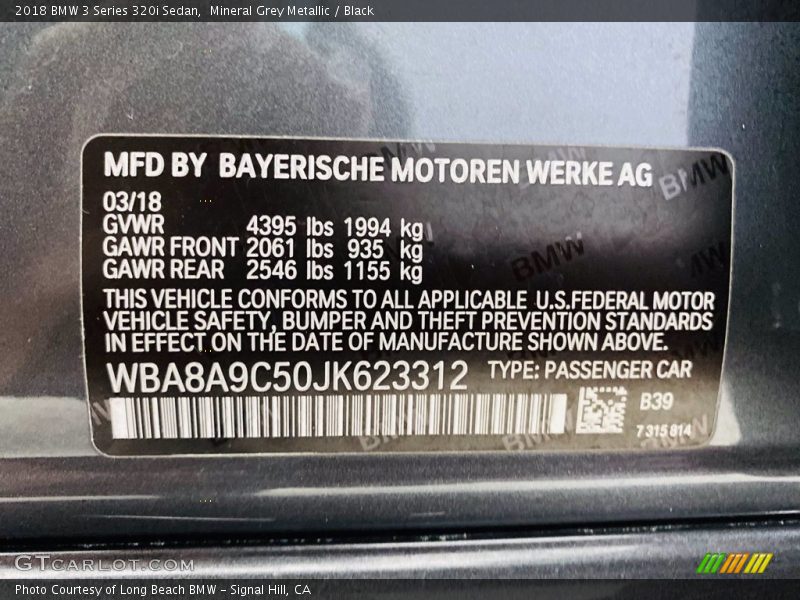 2018 BMW 3 Series 320i Sedan, Mineral Grey Metallic / Black
MFD BY BAYERISCHE MOTOREN WERKE AG
03/18
GVWR 4395 lbs 1994 kg
GAWR FRONT 2061 lbs 935 kg
GAWR REAR 2546 lbs 1155 kg
THIS VEHICLE CONFORMS TO ALL APPLICABLE U.S.FEDERAL MOTOR
VEHICLE SAFETY, BUMPER AND THEFT PREVENTION STANDARDS
IN EFFECT ON THE DATE OF MANUFACTURE SHOWN ABOVE.
WBA8A9C50JK623312 TYPE: PASSENGER CAR
B39
7 315 814
GTCARLOT.COM
Photo Courtesy of Long Beach BMW – Signal Hill, CA